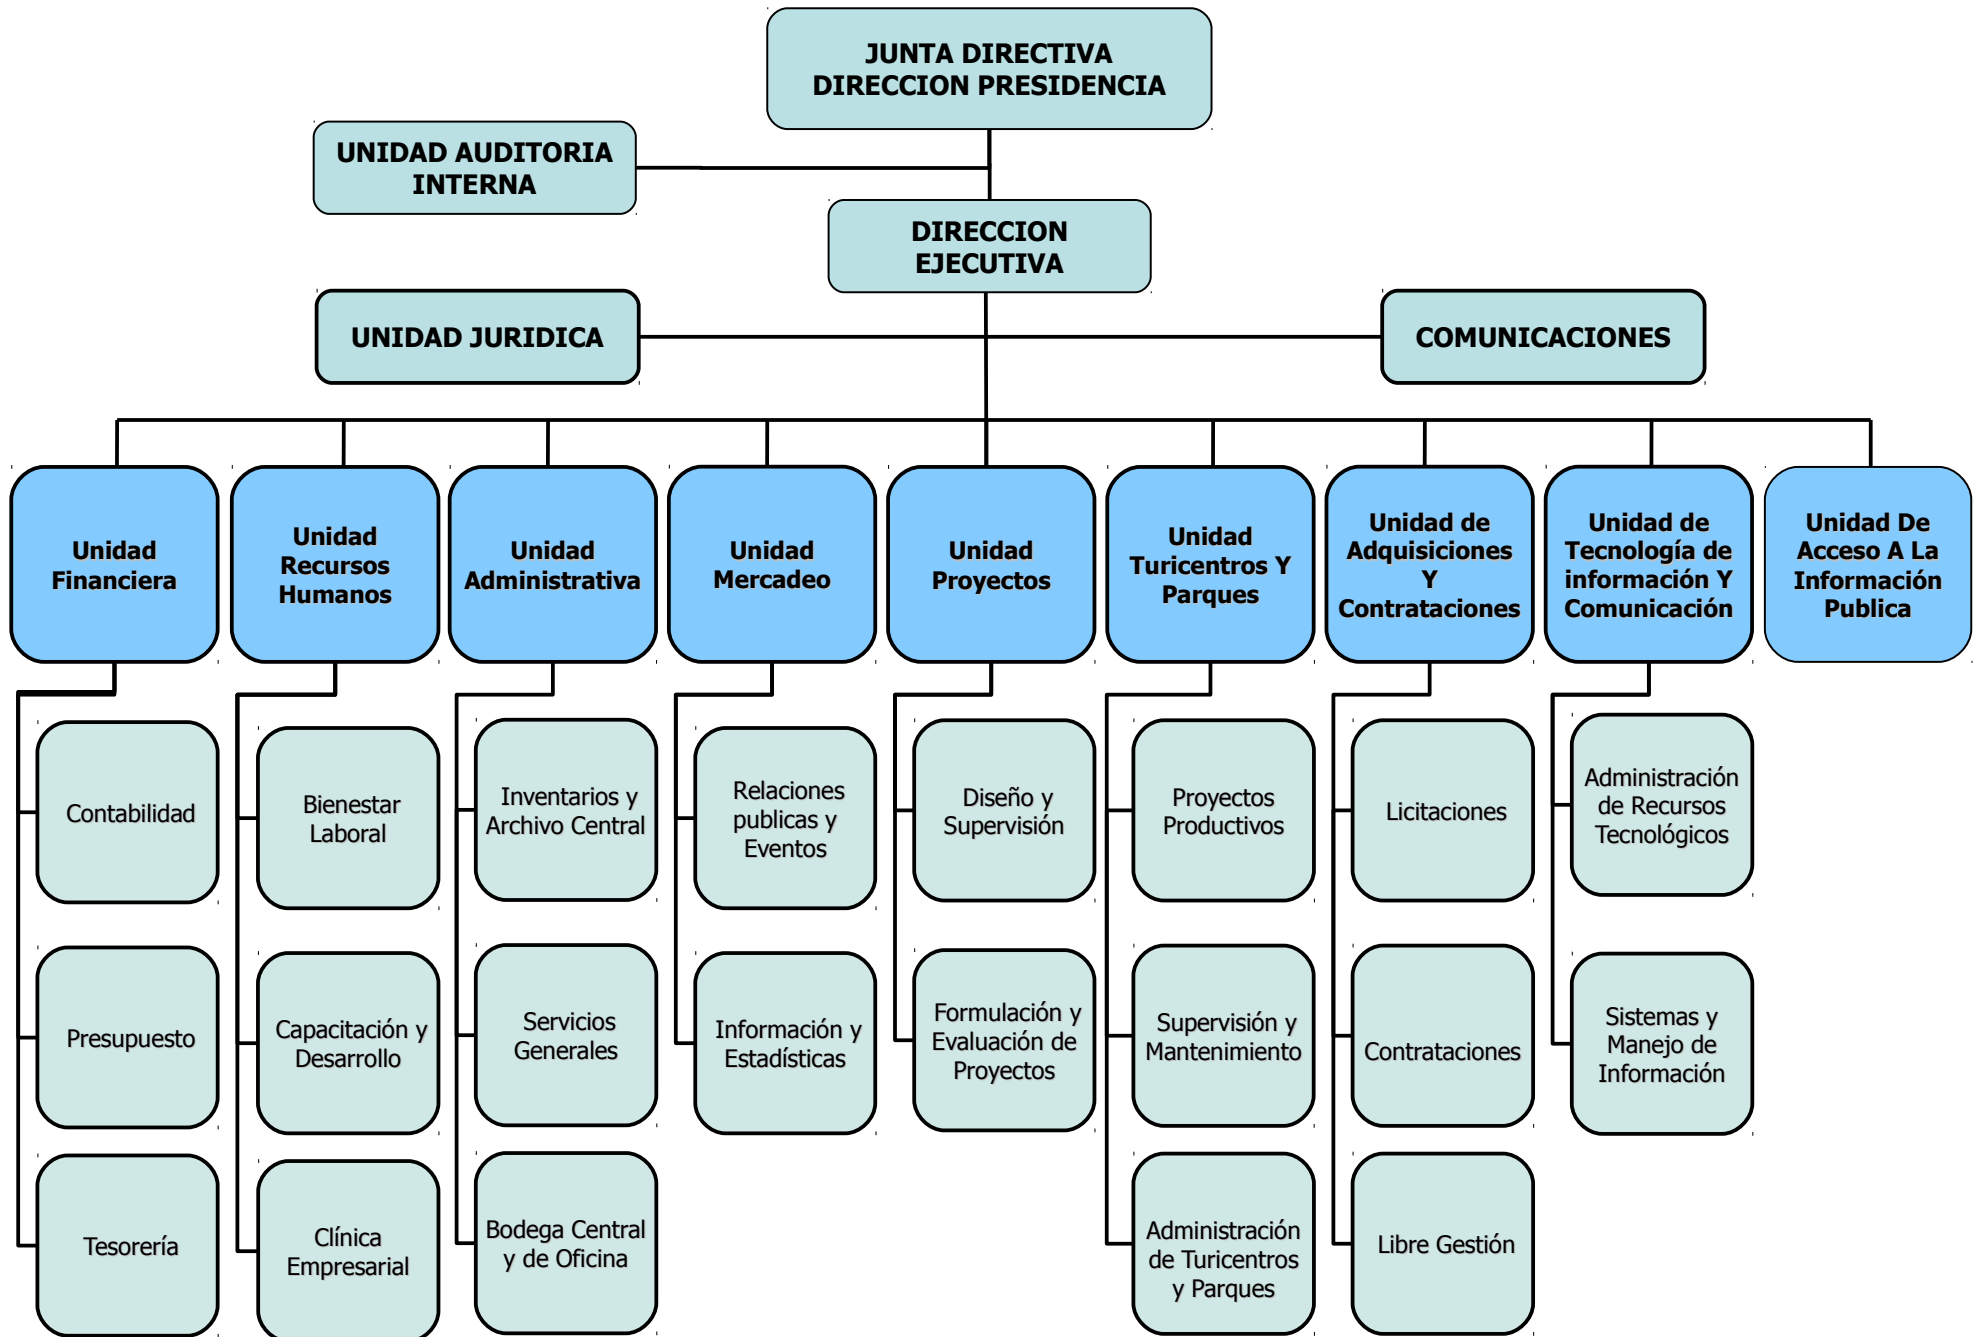 JUNTA DIRECTIVA
DIRECCION PRESIDENCIA
UNIDAD AUDITORIA
INTERNA
DIRECCION
EJECUTIVA
UNIDAD JURIDICA
COMUNICACIONES
Unidad
Financiera
Unidad
Recursos
Humanos
Unidad
Administrativa
Unidad
Mercadeo
Unidad
Proyectos
Unidad
Turicentros Y
Parques
Unidad de
Adquisiciones
Y
Contrataciones
Unidad de
Tecnología de
información Y
Comunicación
Unidad De
Acceso A La
Información
Publica
Contabilidad
Bienestar
Laboral
Inventarios y
Archivo Central
Relaciones
publicas y
Eventos
Diseño y
Supervisión
Proyectos
Productivos
Licitaciones
Administración
de Recursos
Tecnológicos
Presupuesto
Capacitación y
Desarrollo
Servicios
Generales
Información y
Estadísticas
Formulación y
Evaluación de
Proyectos
Supervisión y
Mantenimiento
Contrataciones
Sistemas y
Manejo de
Información
Tesorería
Clínica
Empresarial
Bodega Central
y de Oficina
Administración
de Turicentros
y Parques
Libre Gestión